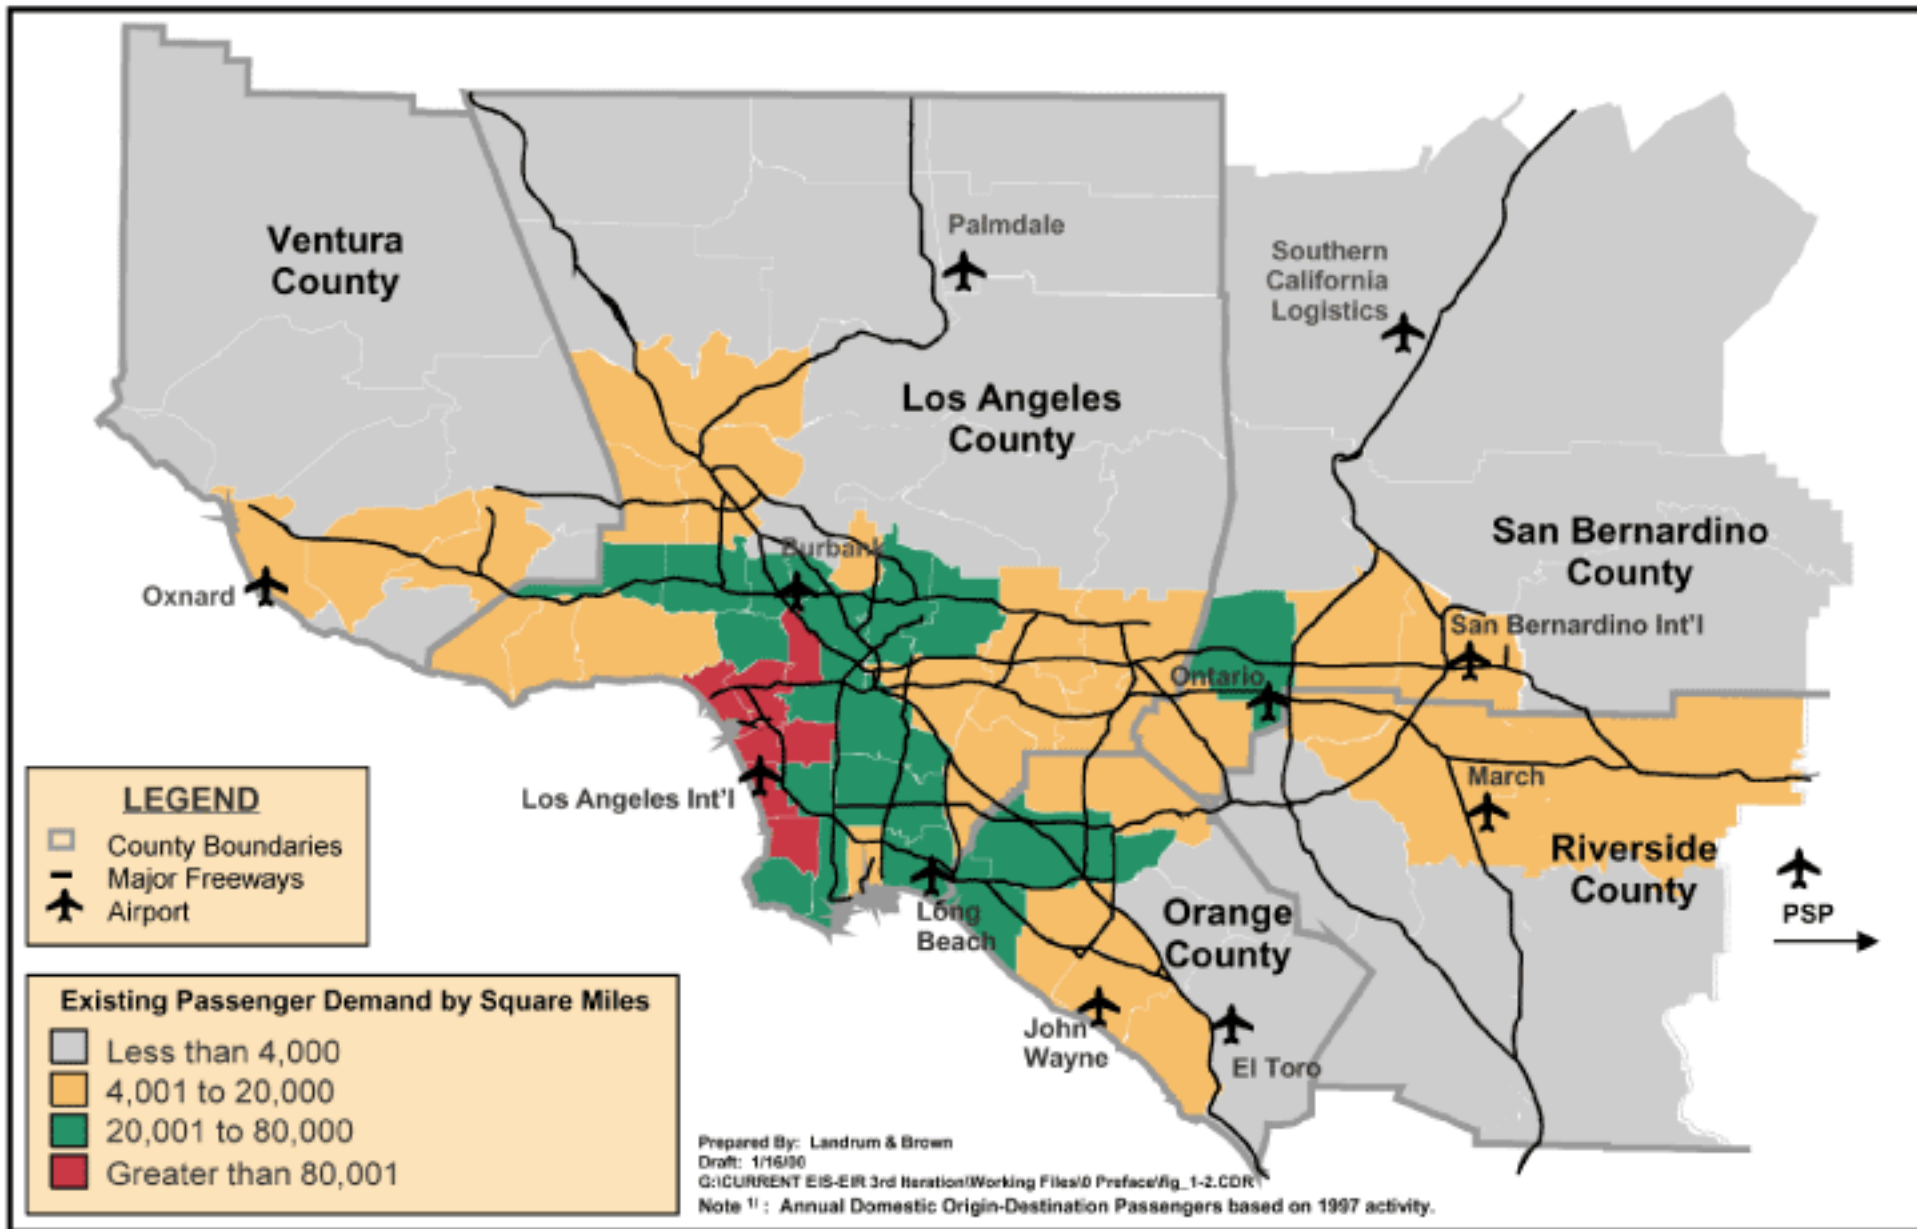 Ventura
County
Palmdale
Southern
California
Logistics
Los Angeles
County
San Bernardino
County
Burbank
Oxnard
San Bernardino Int'l
Ontario
Los Angeles Int'l
March
Riverside
County
PSP
Long
Beach
Orange
County
John
Wayne
El Toro
LEGEND
County Boundaries
Major Freeways
Airport
Existing Passenger Demand by Square Miles
Less than 4,000
4,001 to 20,000
20,001 to 80,000
Greater than 80,001
Prepared By: Landrum & Brown
Draft: 1/16/00
G:\CURRENT EIS-EIR 3rd Iteration\Working Files\0 Preface\fig_1-2.CDR
Note 1/ : Annual Domestic Origin-Destination Passengers based on 1997 activity.